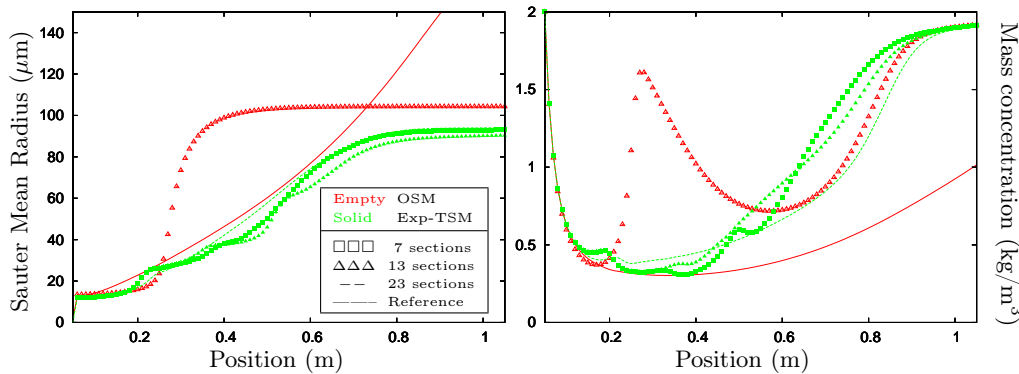 Sauter Mean Radius (μm)
140
120
100
80
60
40
20
0
0.2
0.4
0.6
0.8
1
Position (m)
Empty OSM
Solid Exp-TSM
□□□ 7 sections
△△△ 13 sections
−− 23 sections
——– Reference
2
1.5
1
0.5
0
0.2
0.4
0.6
0.8
1
Position (m)
Mass concentration (kg/m³)